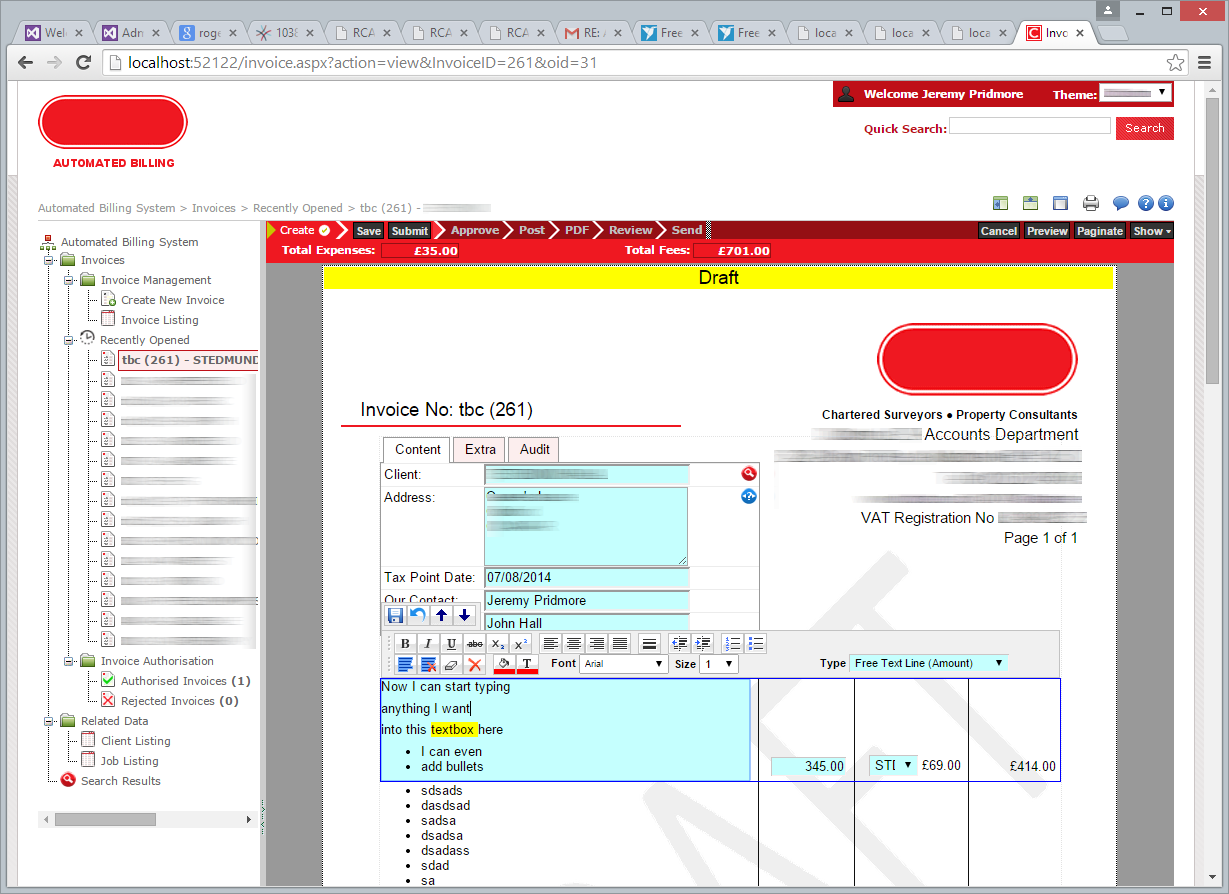 Wel
Adn
roge
1038
RCA
RCA
RCA
RE: A
Free
Free
loca
loca
loca
Invc
localhost:52122/invoice.aspx?action=view&InvoiceID=261&oid=31
Welcome Jeremy Pridmore
Theme:
Quick Search:
Search
AUTOMATED BILLING
Automated Billing System > Invoices > Recently Opened > tbc (261) -
Create
Save
Submit
Approve
Post
PDF
Review
Send
Cancel
Preview
Paginate
Show
Total Expenses: £35.00
Total Fees: £701.00
Automated Billing System
Invoices
Invoice Management
Create New Invoice
Invoice Listing
Recently Opened
tbc (261) - STEDMUND
Invoice Authorisation
Authorised Invoices (1)
Rejected Invoices (0)
Related Data
Client Listing
Job Listing
Search Results
Draft
Invoice No: tbc (261)
Chartered Surveyors ● Property Consultants
Accounts Department
VAT Registration No
Page 1 of 1
Content
Extra
Audit
Client:
Address:
Tax Point Date: 07/08/2014
Our Contact: Jeremy Pridmore
John Hall
B I U abc X₂ X²
Font Arial
Size 1
Type Free Text Line (Amount)
Now I can start typing
anything I want
into this textbox here
• I can even
• add bullets
345.00
STE
£69.00
£414.00
• sdsads
• dasdsad
• sadsa
• dsadsa
• dsadass
• sdad
• sa